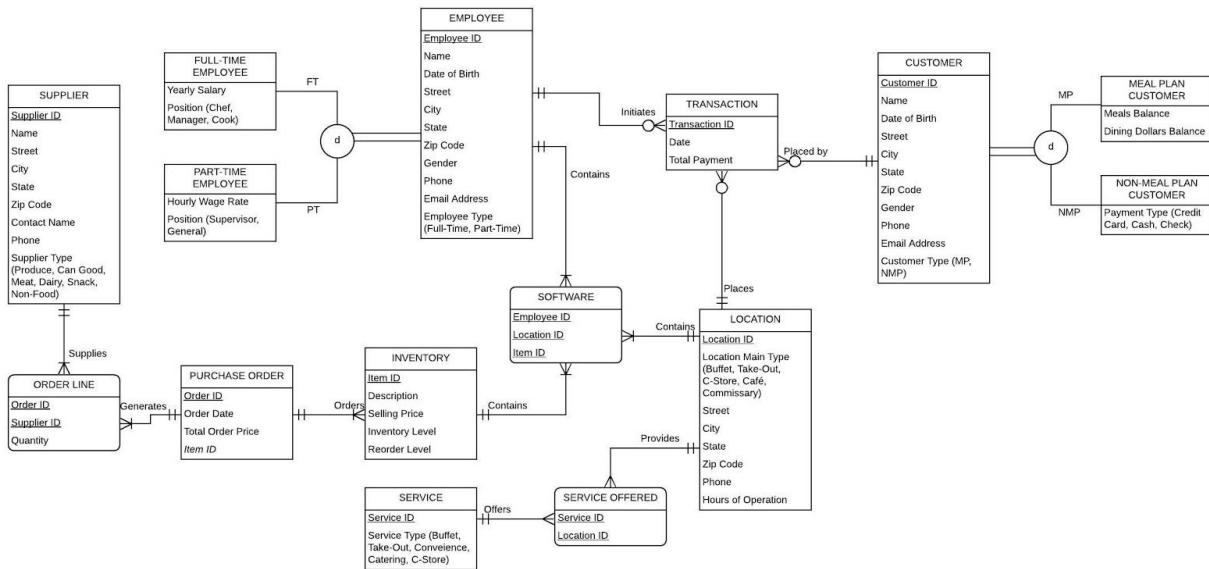 EMPLOYEE
Employee ID
Name
Date of Birth
Street
City
State
Zip Code
Gender
Phone
Email Address
Employee Type
(Full-Time, Part-Time)
FULL-TIME
EMPLOYEE
Yearly Salary
Position (Chef,
Manager, Cook)
FT
d
PART-TIME
EMPLOYEE
Hourly Wage Rate
Position (Supervisor,
General)
PT
SUPPLIER
Supplier ID
Name
Street
City
State
Zip Code
Contact Name
Phone
Supplier Type
(Produce, Can Good,
Meat, Dairy, Snack,
Non-Food)
Initiates
TRANSACTION
Transaction ID
Date
Total Payment
Placed by
CUSTOMER
Customer ID
Name
Date of Birth
Street
City
State
Zip Code
Gender
Phone
Email Address
Customer Type (MP,
NMP)
MP
d
NMP
MEAL PLAN
CUSTOMER
Meals Balance
Dining Dollars Balance
NON-MEAL PLAN
CUSTOMER
Payment Type (Credit
Card, Cash, Check)
Contains
Places
SOFTWARE
Employee ID
Location ID
Item ID
Contains
LOCATION
Location ID
Location Main Type
(Buffet, Take-Out,
C-Store, Café,
Commissary)
Street
City
State
Zip Code
Phone
Hours of Operation
Supplies
ORDER LINE
Order ID
Supplier ID
Quantity
Generates
PURCHASE ORDER
Order ID
Order Date
Total Order Price
Item ID
Orders
INVENTORY
Item ID
Description
Selling Price
Inventory Level
Reorder Level
Contains
Provides
SERVICE
Service ID
Service Type (Buffet,
Take-Out, Conveience,
Catering, C-Store)
Offers
SERVICE OFFERED
Service ID
Location ID